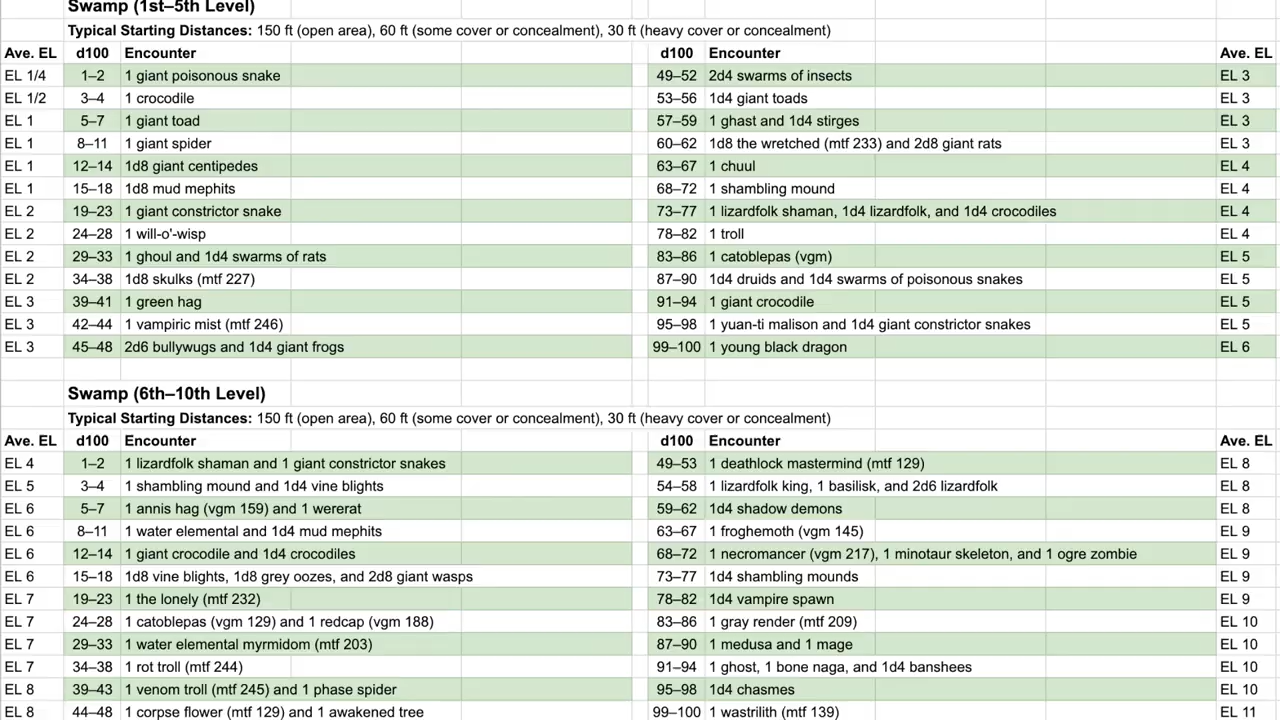 Swamp (1st–5th Level)
Typical Starting Distances: 150 ft (open area), 60 ft (some cover or concealment), 30 ft (heavy cover or concealment)
Ave. EL d100 Encounter d100 Encounter Ave. EL
EL 1/4 1–2 1 giant poisonous snake 49–52 2d4 swarms of insects EL 3
EL 1/2 3–4 1 crocodile 53–56 1d4 giant toads EL 3
EL 1 5–7 1 giant toad 57–59 1 ghast and 1d4 stirges EL 3
EL 1 8–11 1 giant spider 60–62 1d8 the wretched (mtf 233) and 2d8 giant rats EL 3
EL 1 12–14 1d8 giant centipedes 63–67 1 chuul EL 4
EL 1 15–18 1d8 mud mephits 68–72 1 shambling mound EL 4
EL 2 19–23 1 giant constrictor snake 73–77 1 lizardfolk shaman, 1d4 lizardfolk, and 1d4 crocodiles EL 4
EL 2 24–28 1 will-o'-wisp 78–82 1 troll EL 4
EL 2 29–33 1 ghoul and 1d4 swarms of rats 83–86 1 catoblepas (vgm) EL 5
EL 2 34–38 1d8 skulks (mtf 227) 87–90 1d4 druids and 1d4 swarms of poisonous snakes EL 5
EL 3 39–41 1 green hag 91–94 1 giant crocodile EL 5
EL 3 42–44 1 vampiric mist (mtf 246) 95–98 1 yuan-ti malison and 1d4 giant constrictor snakes EL 5
EL 3 45–48 2d6 bullywugs and 1d4 giant frogs 99–100 1 young black dragon EL 6
Swamp (6th–10th Level)
Typical Starting Distances: 150 ft (open area), 60 ft (some cover or concealment), 30 ft (heavy cover or concealment)
Ave. EL d100 Encounter d100 Encounter Ave. EL
EL 4 1–2 1 lizardfolk shaman and 1 giant constrictor snakes 49–53 1 deathlock mastermind (mtf 129) EL 8
EL 5 3–4 1 shambling mound and 1d4 vine blights 54–58 1 lizardfolk king, 1 basilisk, and 2d6 lizardfolk EL 8
EL 6 5–7 1 annis hag (vgm 159) and 1 wererat 59–62 1d4 shadow demons EL 8
EL 6 8–11 1 water elemental and 1d4 mud mephits 63–67 1 froghemoth (vgm 145) EL 9
EL 6 12–14 1 giant crocodile and 1d4 crocodiles 68–72 1 necromancer (vgm 217), 1 minotaur skeleton, and 1 ogre zombie EL 9
EL 6 15–18 1d8 vine blights, 1d8 grey oozes, and 2d8 giant wasps 73–77 1d4 shambling mounds EL 9
EL 7 19–23 1 the lonely (mtf 232) 78–82 1d4 vampire spawn EL 9
EL 7 24–28 1 catoblepas (vgm 129) and 1 redcap (vgm 188) 83–86 1 gray render (mtf 209) EL 10
EL 7 29–33 1 water elemental myrmidom (mtf 203) 87–90 1 medusa and 1 mage EL 10
EL 7 34–38 1 rot troll (mtf 244) 91–94 1 ghost, 1 bone naga, and 1d4 banshees EL 10
EL 8 39–43 1 venom troll (mtf 245) and 1 phase spider 95–98 1d4 chasmes EL 10
EL 8 44–48 1 corpse flower (mtf 129) and 1 awakened tree 99–100 1 wastrilith (mtf 139) EL 11